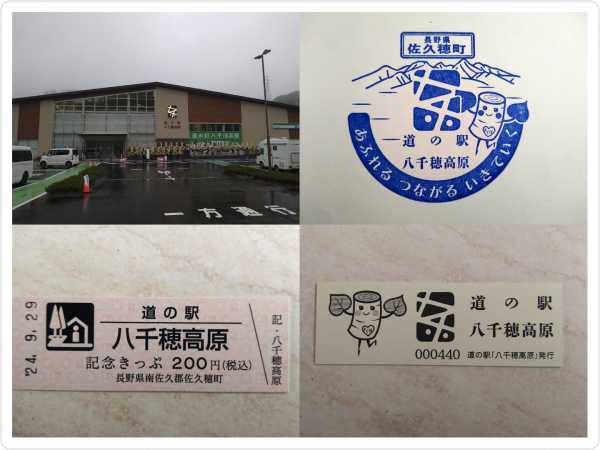 一方通行
長野県
佐久穂町
道の駅
八千穂高原
あふれる つながる いきていく
24.9.29
道の駅
八千穂高原
記念きっぷ 200円(税込)
長野県南佐久郡佐久穂町
記・八千穂高原
道の駅
八千穂高原
000440 道の駅「八千穂高原」発行